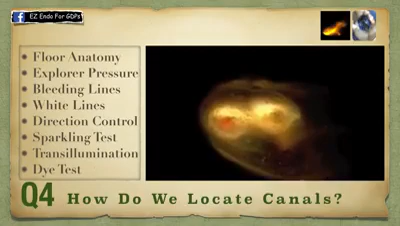 EZ Endo For GDPs
Floor Anatomy
Explorer Pressure
Bleeding Lines
White Lines
Direction Control
Sparkling Test
Transillumination
Dye Test
Q4 How Do We Locate Canals?